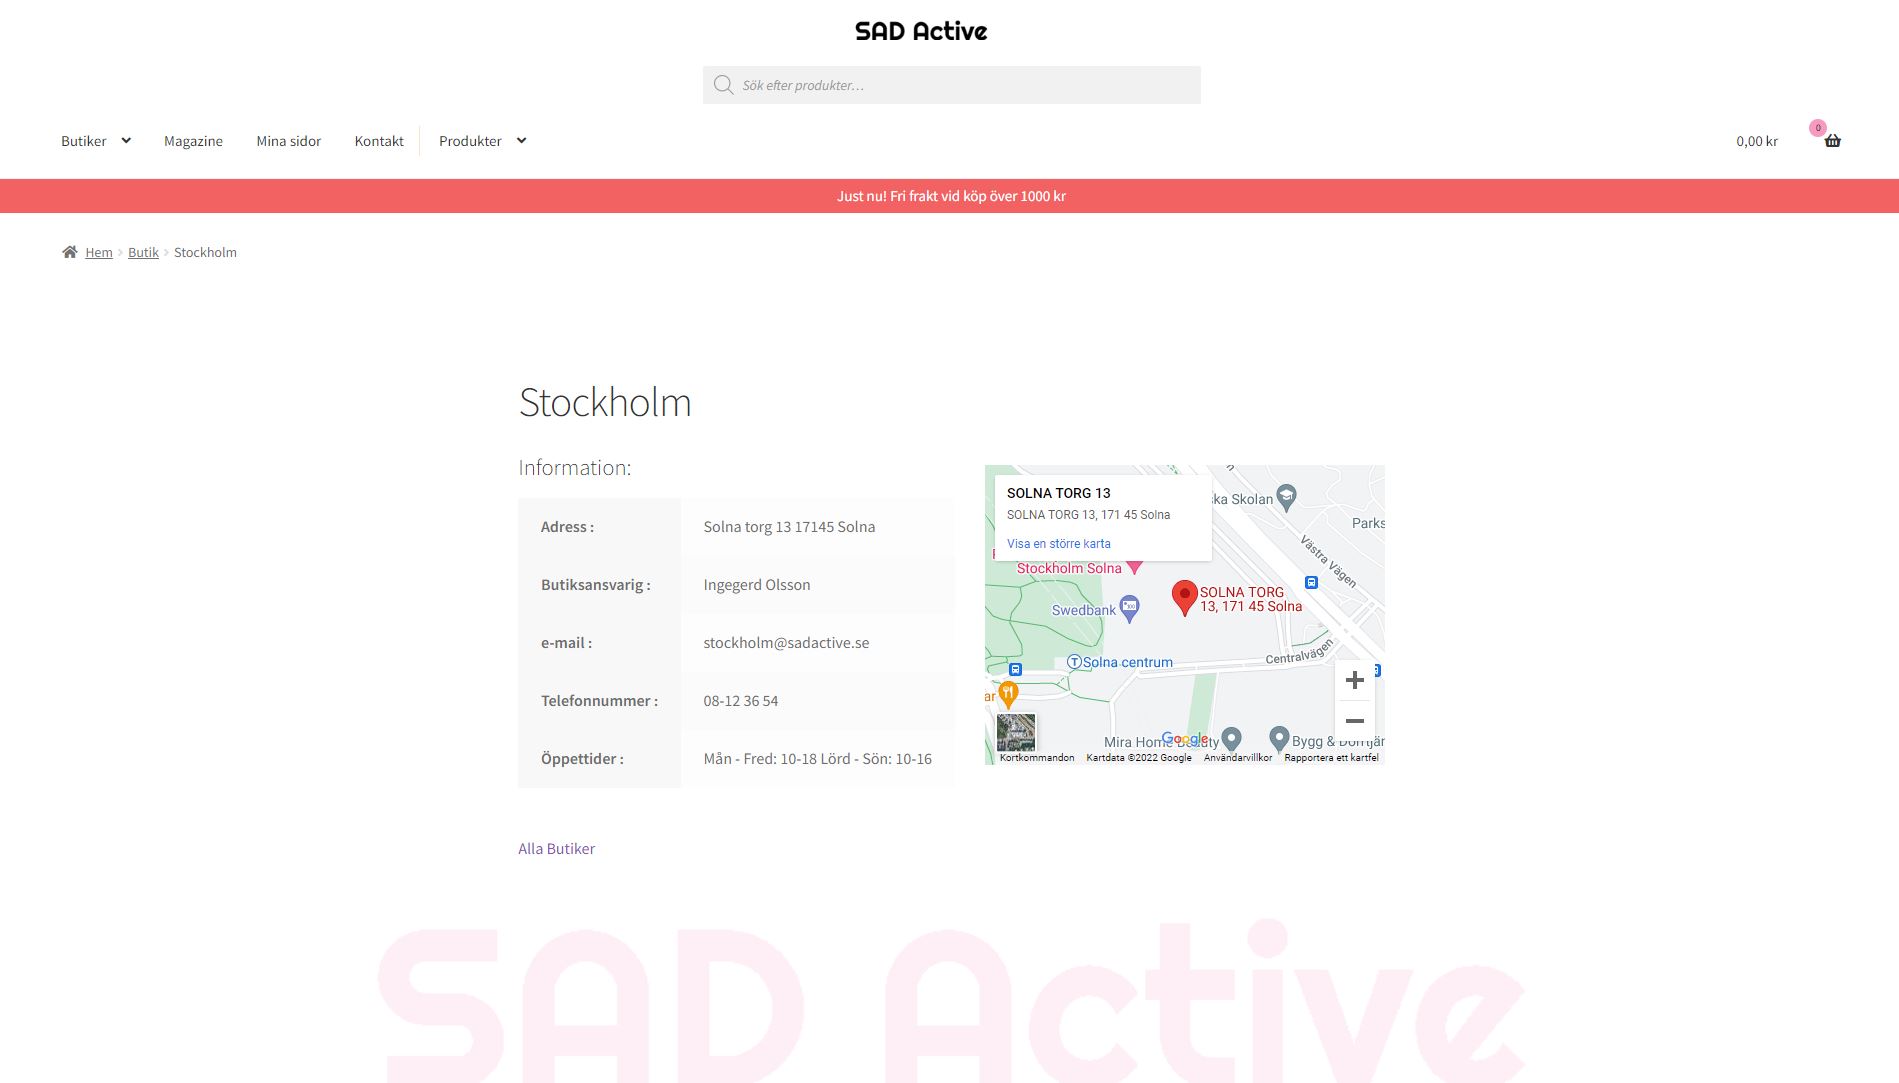 SAD Active
Sök efter produkter…
Butiker
Magazine
Mina sidor
Kontakt
Produkter
0,00 kr
0
Just nu! Fri frakt vid köp över 1000 kr
Hem
Butik
Stockholm
Stockholm
Information:
Adress : Solna torg 13 17145 Solna
Butiksansvarig : Ingegerd Olsson
e-mail : stockholm@sadactive.se
Telefonnummer : 08-12 36 54
Öppettider : Mån - Fred: 10-18 Lörd - Sön: 10-16
SOLNA TORG 13
SOLNA TORG 13, 171 45 Solna
Visa en större karta
ska Skolan
Parks
Västra Vägen
Stockholm Solna
SOLNA TORG
13, 171 45 Solna
Swedbank
Solna centrum
Centralvägen
ar
Mira Home Beauty
Google
Bygg &
Kortkommandon
Kartdata ©2022 Google
Användarvillkor
Rapportera ett kartfel
Alla Butiker
SAD Active